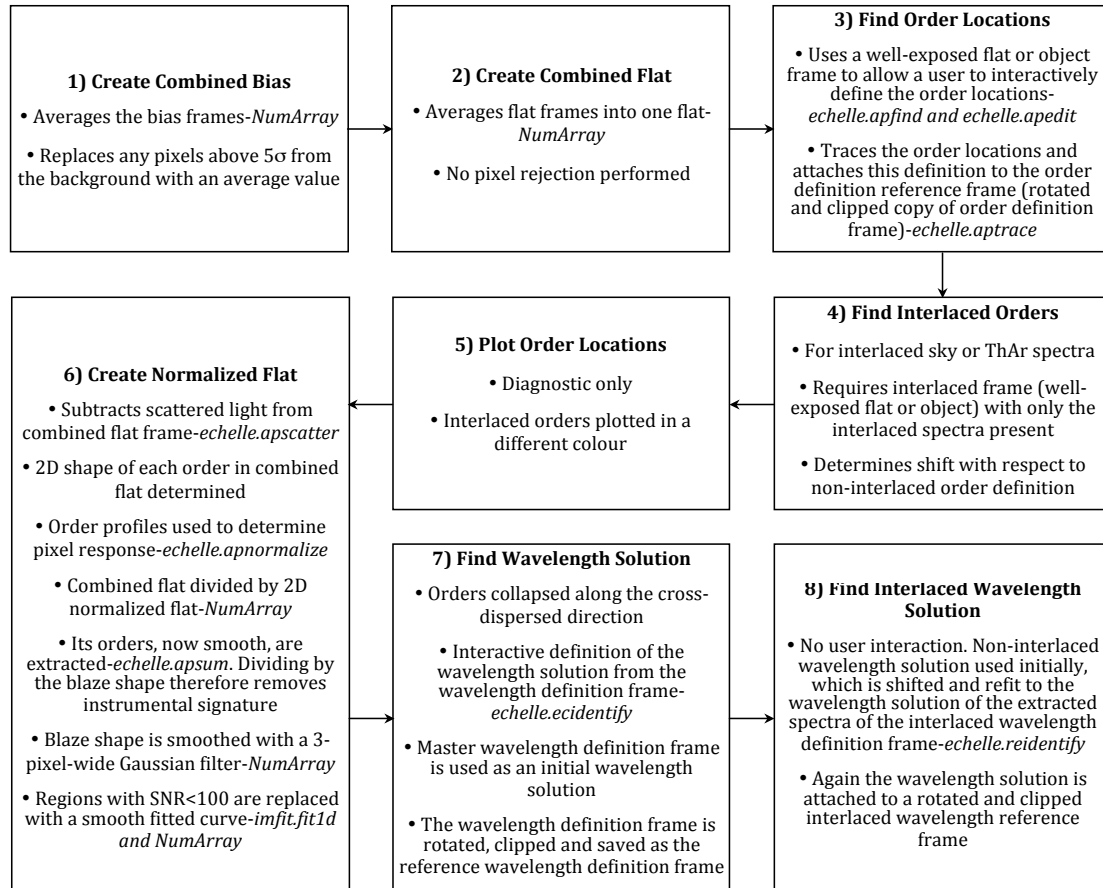 1) Create Combined Bias
• Averages the bias frames-NumArray
• Replaces any pixels above 5σ from
the background with an average value
2) Create Combined Flat
• Averages flat frames into one flat-
NumArray
• No pixel rejection performed
3) Find Order Locations
• Uses a well-exposed flat or object
frame to allow a user to interactively
define the order locations-
echelle.apfind and echelle.apedit
• Traces the order locations and
attaches this definition to the order
definition reference frame (rotated
and clipped copy of order definition
frame)-echelle.aptrace
4) Find Interlaced Orders
• For interlaced sky or ThAr spectra
• Requires interlaced frame (well-
exposed flat or object) with only the
interlaced spectra present
• Determines shift with respect to
non-interlaced order definition
5) Plot Order Locations
• Diagnostic only
• Interlaced orders plotted in a
different colour
6) Create Normalized Flat
• Subtracts scattered light from
combined flat frame-echelle.apscatter
• 2D shape of each order in combined
flat determined
• Order profiles used to determine
pixel response-echelle.apnormalize
• Combined flat divided by 2D
normalized flat-NumArray
• Its orders, now smooth, are
extracted-echelle.apsum. Dividing by
the blaze shape therefore removes
instrumental signature
• Blaze shape is smoothed with a 3-
pixel-wide Gaussian filter-NumArray
• Regions with SNR<100 are replaced
with a smooth fitted curve-imfit.fit1d
and NumArray
7) Find Wavelength Solution
• Orders collapsed along the cross-
dispersed direction
• Interactive definition of the
wavelength solution from the
wavelength definition frame-
echelle.ecidentify
• Master wavelength definition frame
is used as an initial wavelength
solution
• The wavelength definition frame is
rotated, clipped and saved as the
reference wavelength definition frame
8) Find Interlaced Wavelength
Solution
• No user interaction. Non-interlaced
wavelength solution used initially,
which is shifted and refit to the
wavelength solution of the extracted
spectra of the interlaced wavelength
definition frame-echelle.reidentify
• Again the wavelength solution is
attached to a rotated and clipped
interlaced wavelength reference
frame